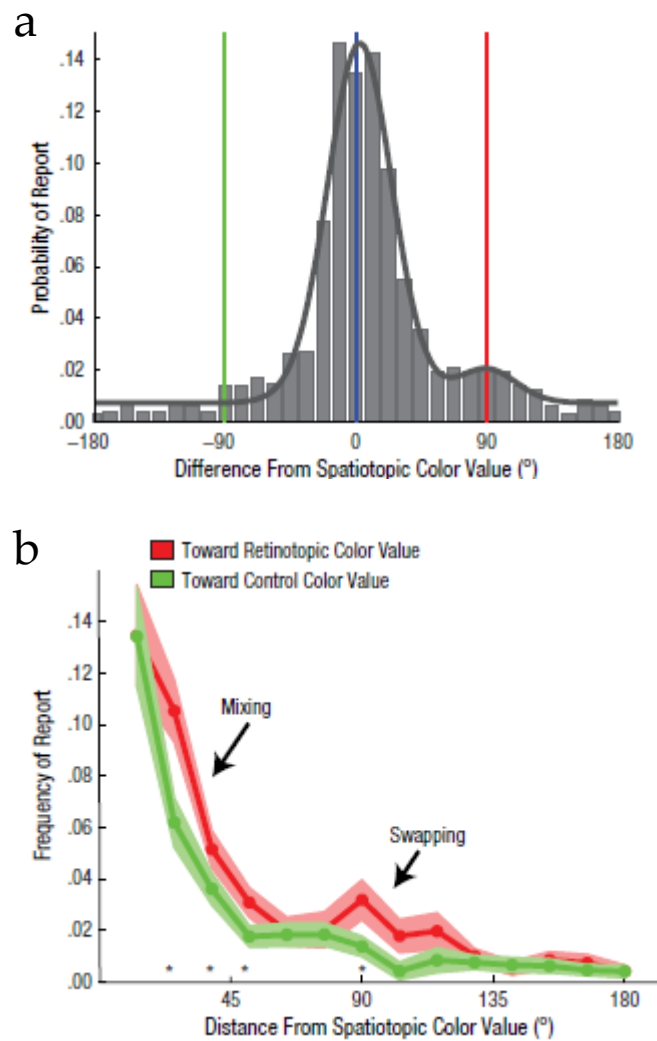 a
.14
.12
.10
.08
.06
.04
.02
.00
Probability of Report
–180 –90 0 90 180
Difference From Spatiotopic Color Value (º)
b
Toward Retinotopic Color Value
Toward Control Color Value
.14
.12
.10
.08
.06
.04
.02
.00
Frequency of Report
Mixing
Swapping
* * * *
45 90 135 180
Distance From Spatiotopic Color Value (º)